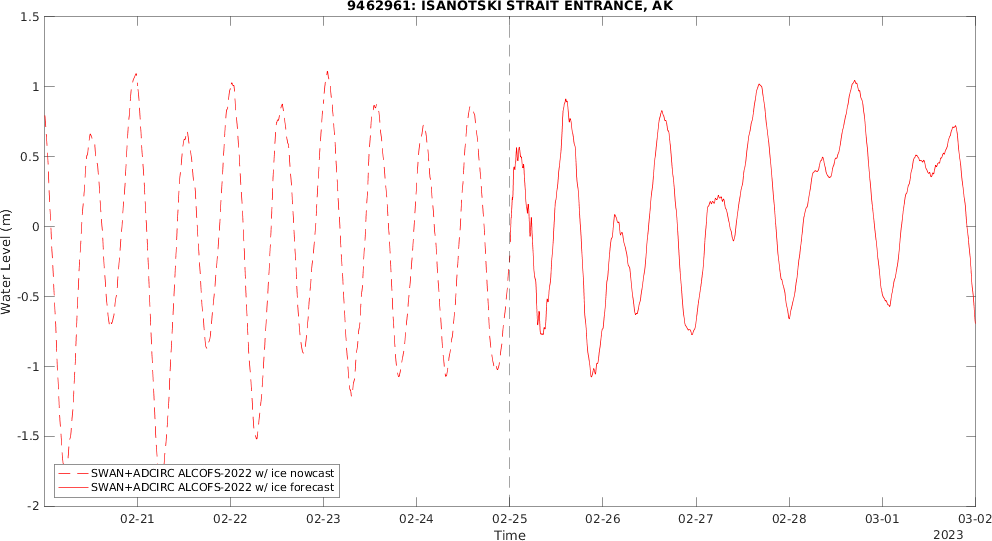 9462961: ISANOTSKI STRAIT ENTRANCE, AK
1.5
1
0.5
0
-0.5
-1
-1.5
-2
Water Level (m)
SWAN+ADCIRC ALCOFS-2022 w/ ice nowcast
SWAN+ADCIRC ALCOFS-2022 w/ ice forecast
02-21 02-22 02-23 02-24 02-25 02-26 02-27 02-28 03-01 03-02
Time
2023